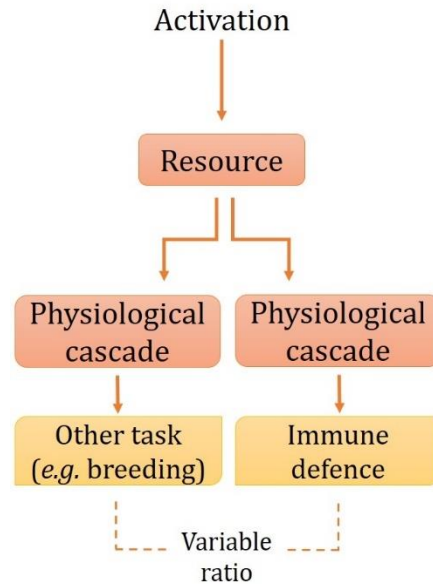 Activation
Resource
Physiological
cascade
Physiological
cascade
Other task
(e.g. breeding)
Immune
defence
Variable
ratio